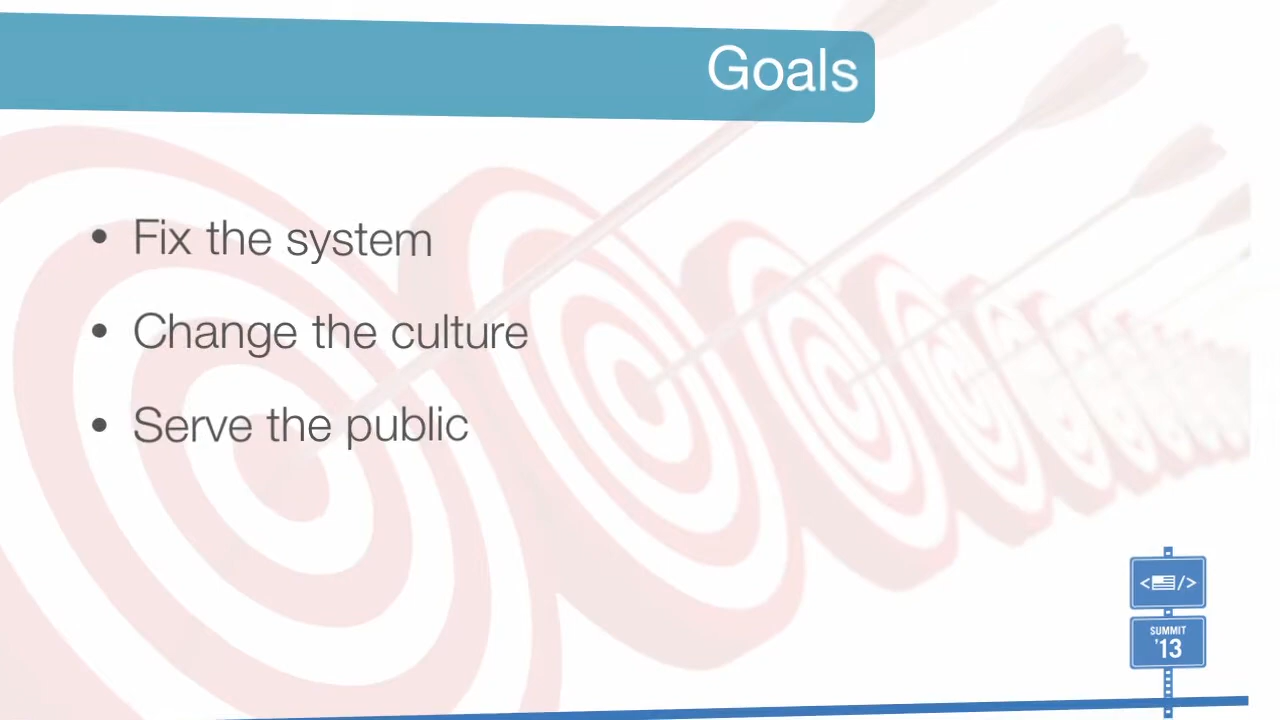 Goals
• Fix the system
• Change the culture
• Serve the public
</>
SUMMIT
'13